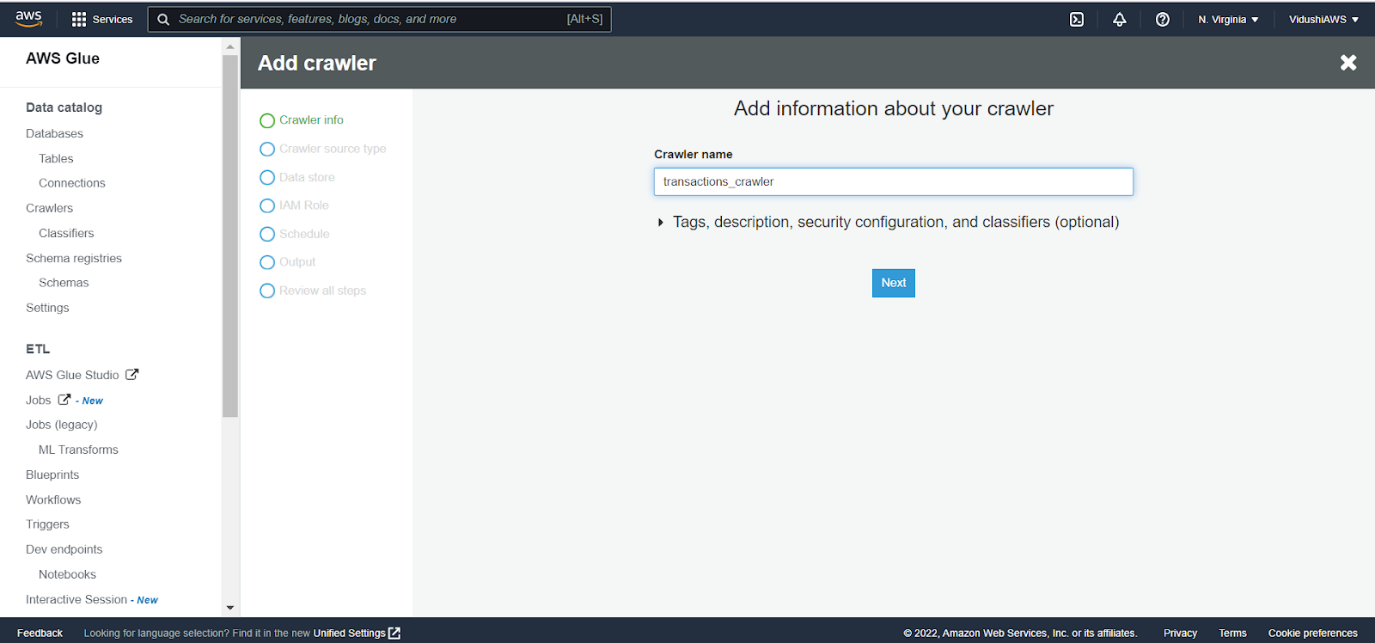 aws
Services
Search for services, features, blogs, docs, and more
[Alt+S]
N. Virginia
VidushiAWS
AWS Glue
Data catalog
Databases
Tables
Connections
Crawlers
Classifiers
Schema registries
Schemas
Settings
ETL
AWS Glue Studio
Jobs - New
Jobs (legacy)
ML Transforms
Blueprints
Workflows
Triggers
Dev endpoints
Notebooks
Interactive Session - New
Add crawler
Crawler info
Crawler source type
Data store
IAM Role
Schedule
Output
Review all steps
Add information about your crawler
Crawler name
transactions_crawler
Tags, description, security configuration, and classifiers (optional)
Next
Feedback
Looking for language selection? Find it in the new Unified Settings
© 2022, Amazon Web Services, Inc. or its affiliates.
Privacy
Terms
Cookie preferences